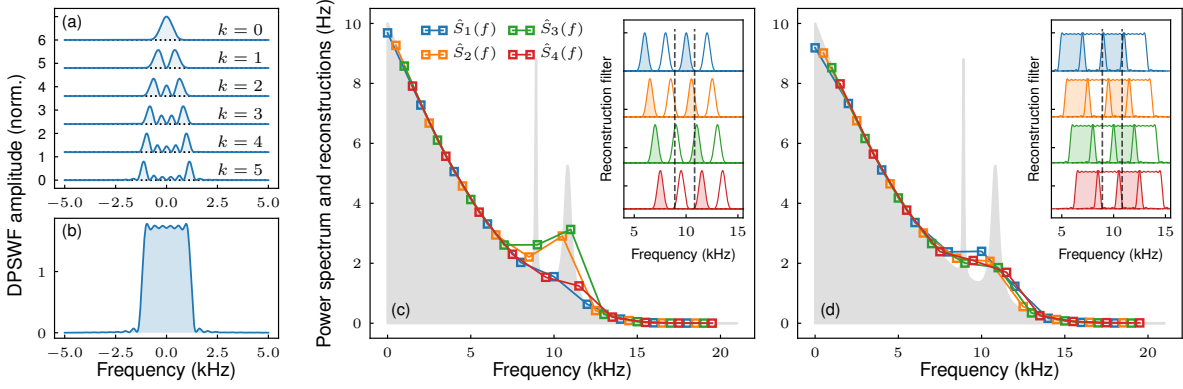 (a)
k = 0
k = 1
k = 2
k = 3
k = 4
k = 5
6
5
4
3
2
1
0
−5.0 −2.5 0.0 2.5 5.0
DPSWF amplitude (norm.)
(b)
1
0
−5.0 −2.5 0.0 2.5 5.0
Frequency (kHz)
Power spectrum and reconstructions (Hz)
10
8
6
4
2
0
Ŝ₁(f) Ŝ₃(f)
Ŝ₂(f) Ŝ₄(f)
(c)
0 5 10 15 20
Frequency (kHz)
Reconstruction filter
5 10 15
Frequency (kHz)
10
8
6
4
2
0
(d)
0 5 10 15 20
Frequency (kHz)
Reconstruction filter
5 10 15
Frequency (kHz)